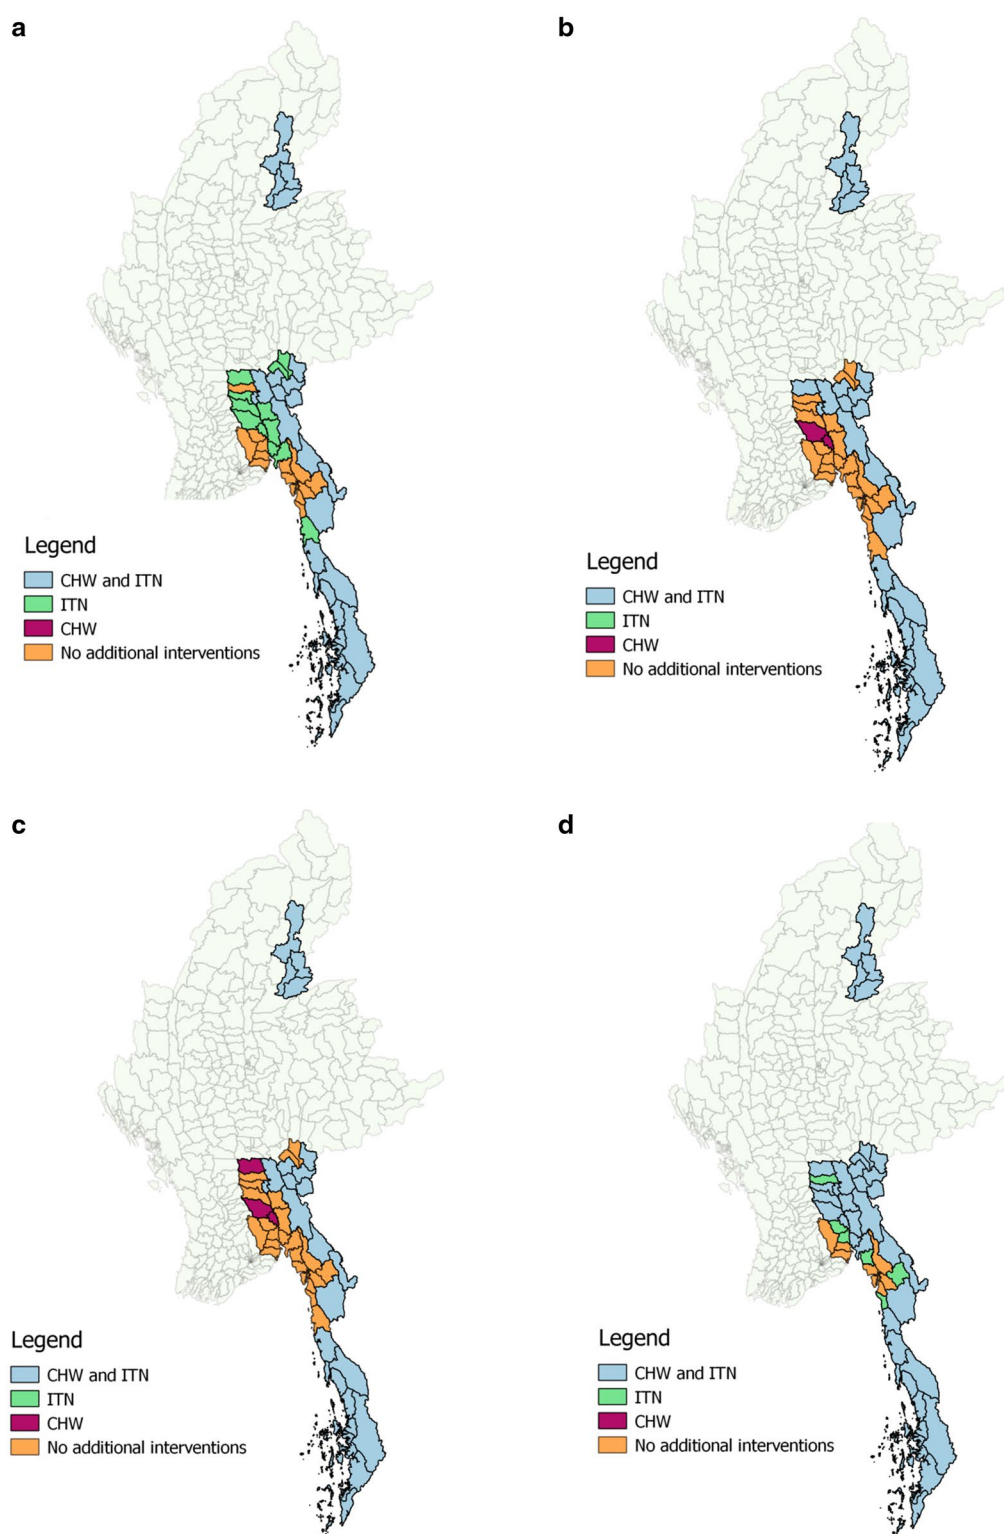 a
b
Legend
CHW and ITN
ITN
CHW
No additional interventions
Legend
CHW and ITN
ITN
CHW
No additional interventions
c
d
Legend
CHW and ITN
ITN
CHW
No additional interventions
Legend
CHW and ITN
ITN
CHW
No additional interventions